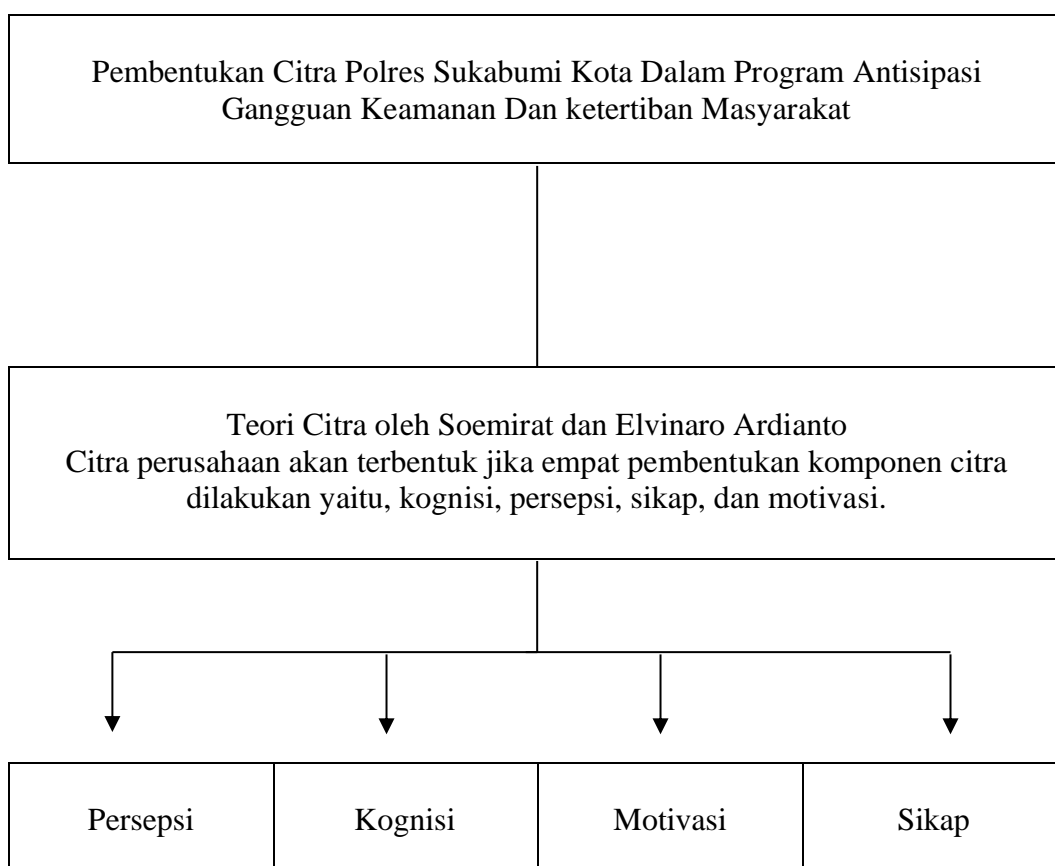 Pembentukan Citra Polres Sukabumi Kota Dalam Program Antisipasi
Gangguan Keamanan Dan ketertiban Masyarakat
Teori Citra oleh Soemirat dan Elvinaro Ardianto
Citra perusahaan akan terbentuk jika empat pembentukan komponen citra
dilakukan yaitu, kognisi, persepsi, sikap, dan motivasi.
Persepsi
Kognisi
Motivasi
Sikap